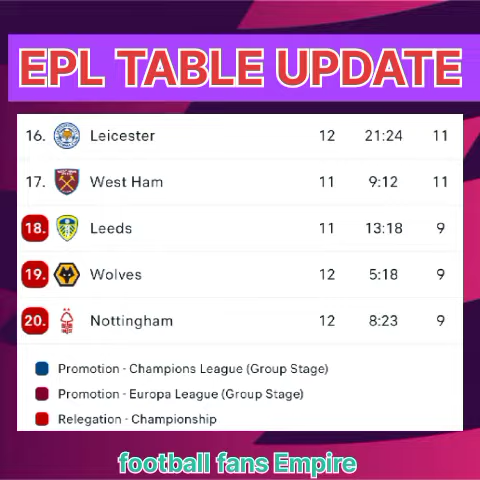 EPL TABLE UPDATE
16. Leicester 12 21:24 11
17. West Ham 11 9:12 11
18. Leeds 11 13:18 9
19. Wolves 12 5:18 9
20. Nottingham 12 8:23 9
Promotion - Champions League (Group Stage)
Promotion - Europa League (Group Stage)
Relegation - Championship
football fans Empire